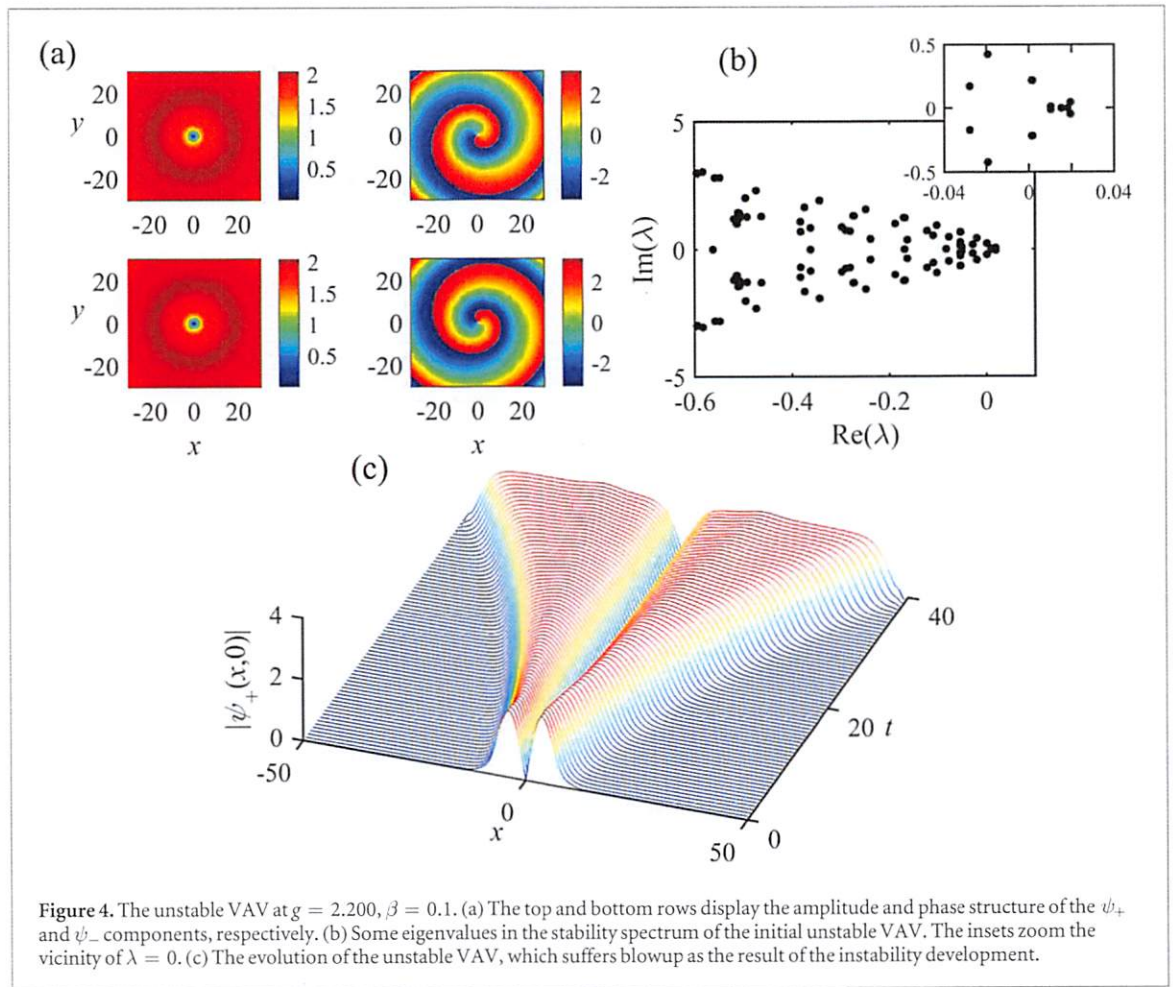 (a)
20
y 0
-20
-20 0 20
2
1.5
1
0.5
20
0
-20
-20 0 20
2
0
-2
20
y 0
-20
-20 0 20
x
2
1.5
1
0.5
20
0
-20
-20 0 20
x
2
0
-2
(b)
5
0
-5
Im(λ)
-0.6 -0.4 -0.2 0
Re(λ)
0.5
0
-0.5
-0.04 0 0.04
(c)
|ψ+(x,0)|
4
2
0
-50
0
x
50
0
20 t
40
Figure 4. The unstable VAV at g = 2.200, β = 0.1. (a) The top and bottom rows display the amplitude and phase structure of the ψ+
and ψ− components, respectively. (b) Some eigenvalues in the stability spectrum of the initial unstable VAV. The insets zoom the
vicinity of λ = 0. (c) The evolution of the unstable VAV, which suffers blowup as the result of the instability development.